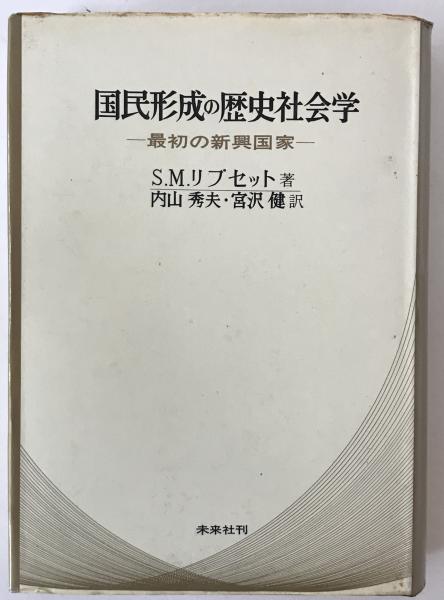 国民形成の歴史社会学
―最初の新興国家―
S.M.リプセット 著
内山 秀夫・宮沢 健 訳
未来社刊